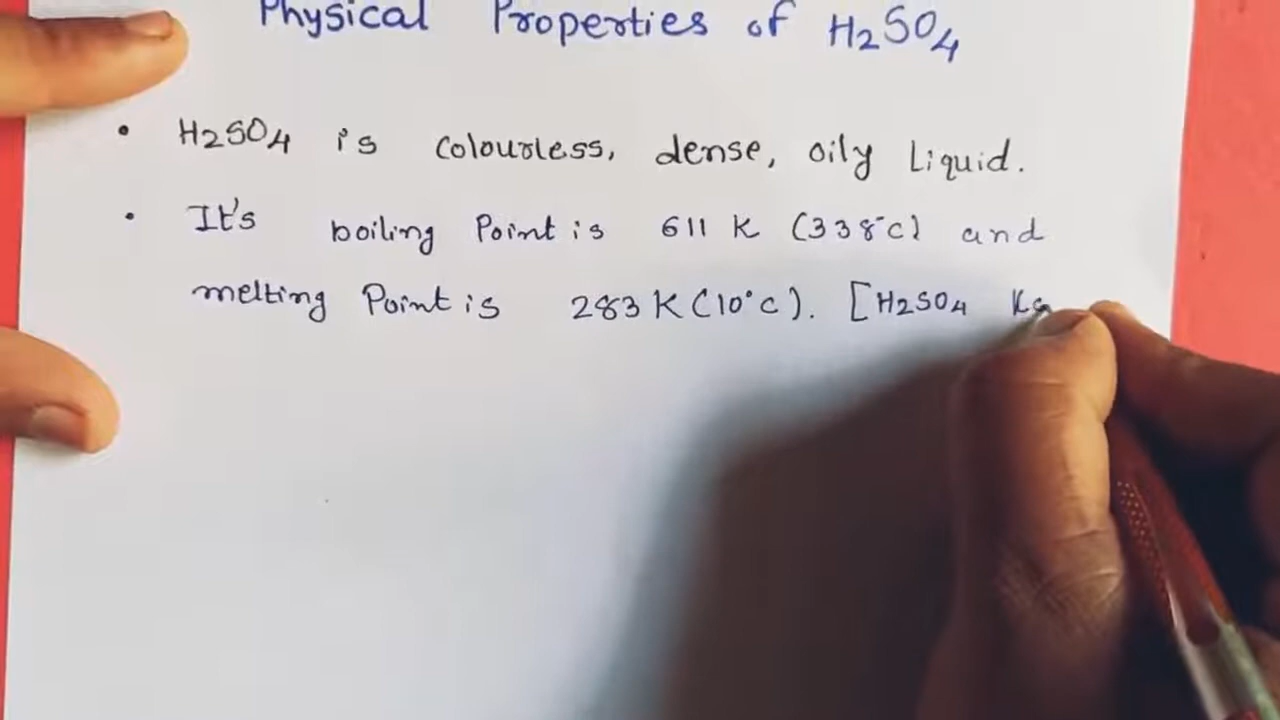 Physical Properties of H2SO4
• H2SO4 is colourless, dense, oily Liquid.
• It's boiling Point is 611 K (338°c) and
melting Point is 283 K (10°c). [H2SO4